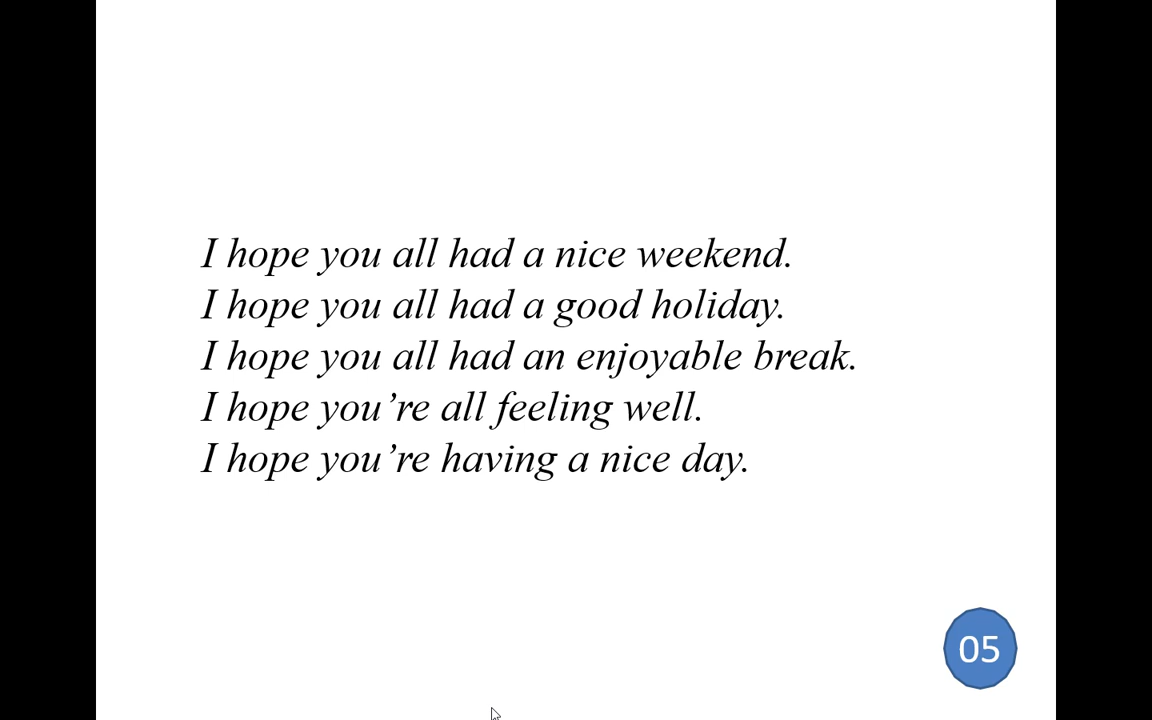 I hope you all had a nice weekend.
I hope you all had a good holiday.
I hope you all had an enjoyable break.
I hope you’re all feeling well.
I hope you’re having a nice day.
05